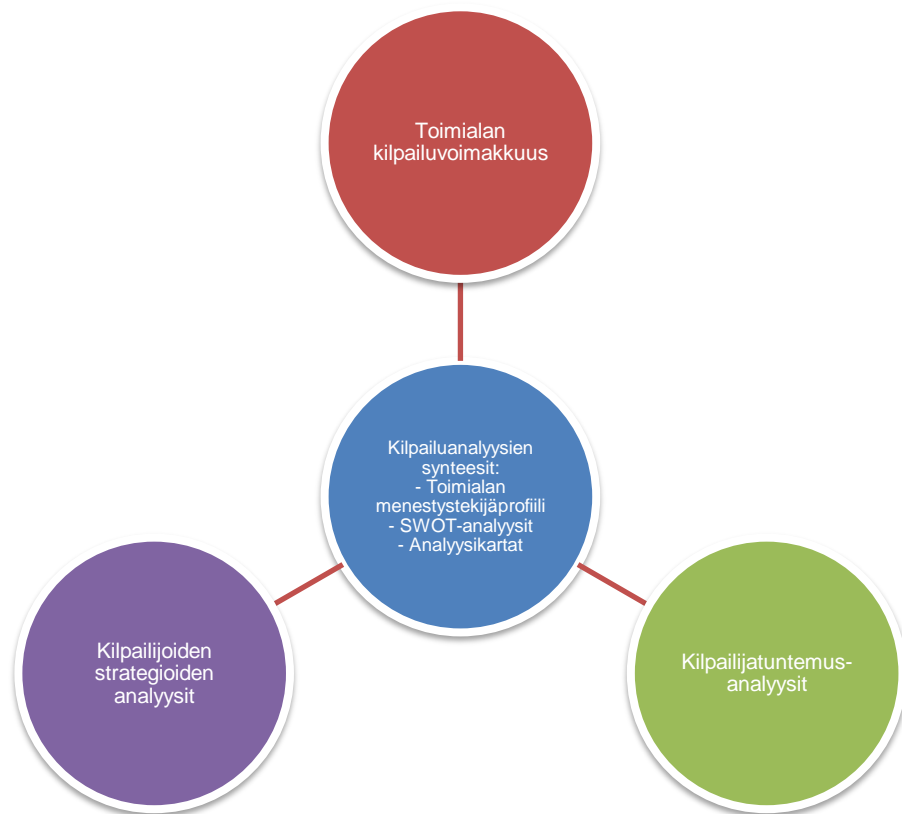 Toimialan
kilpailuvoimakkuus
Kilpailuanalyysien
synteesit:
- Toimialan
menestystekijäprofiili
- SWOT-analyysit
- Analyysikartat
Kilpailijoiden
strategioiden
analyysit
Kilpailijatuntemus-
analyysit